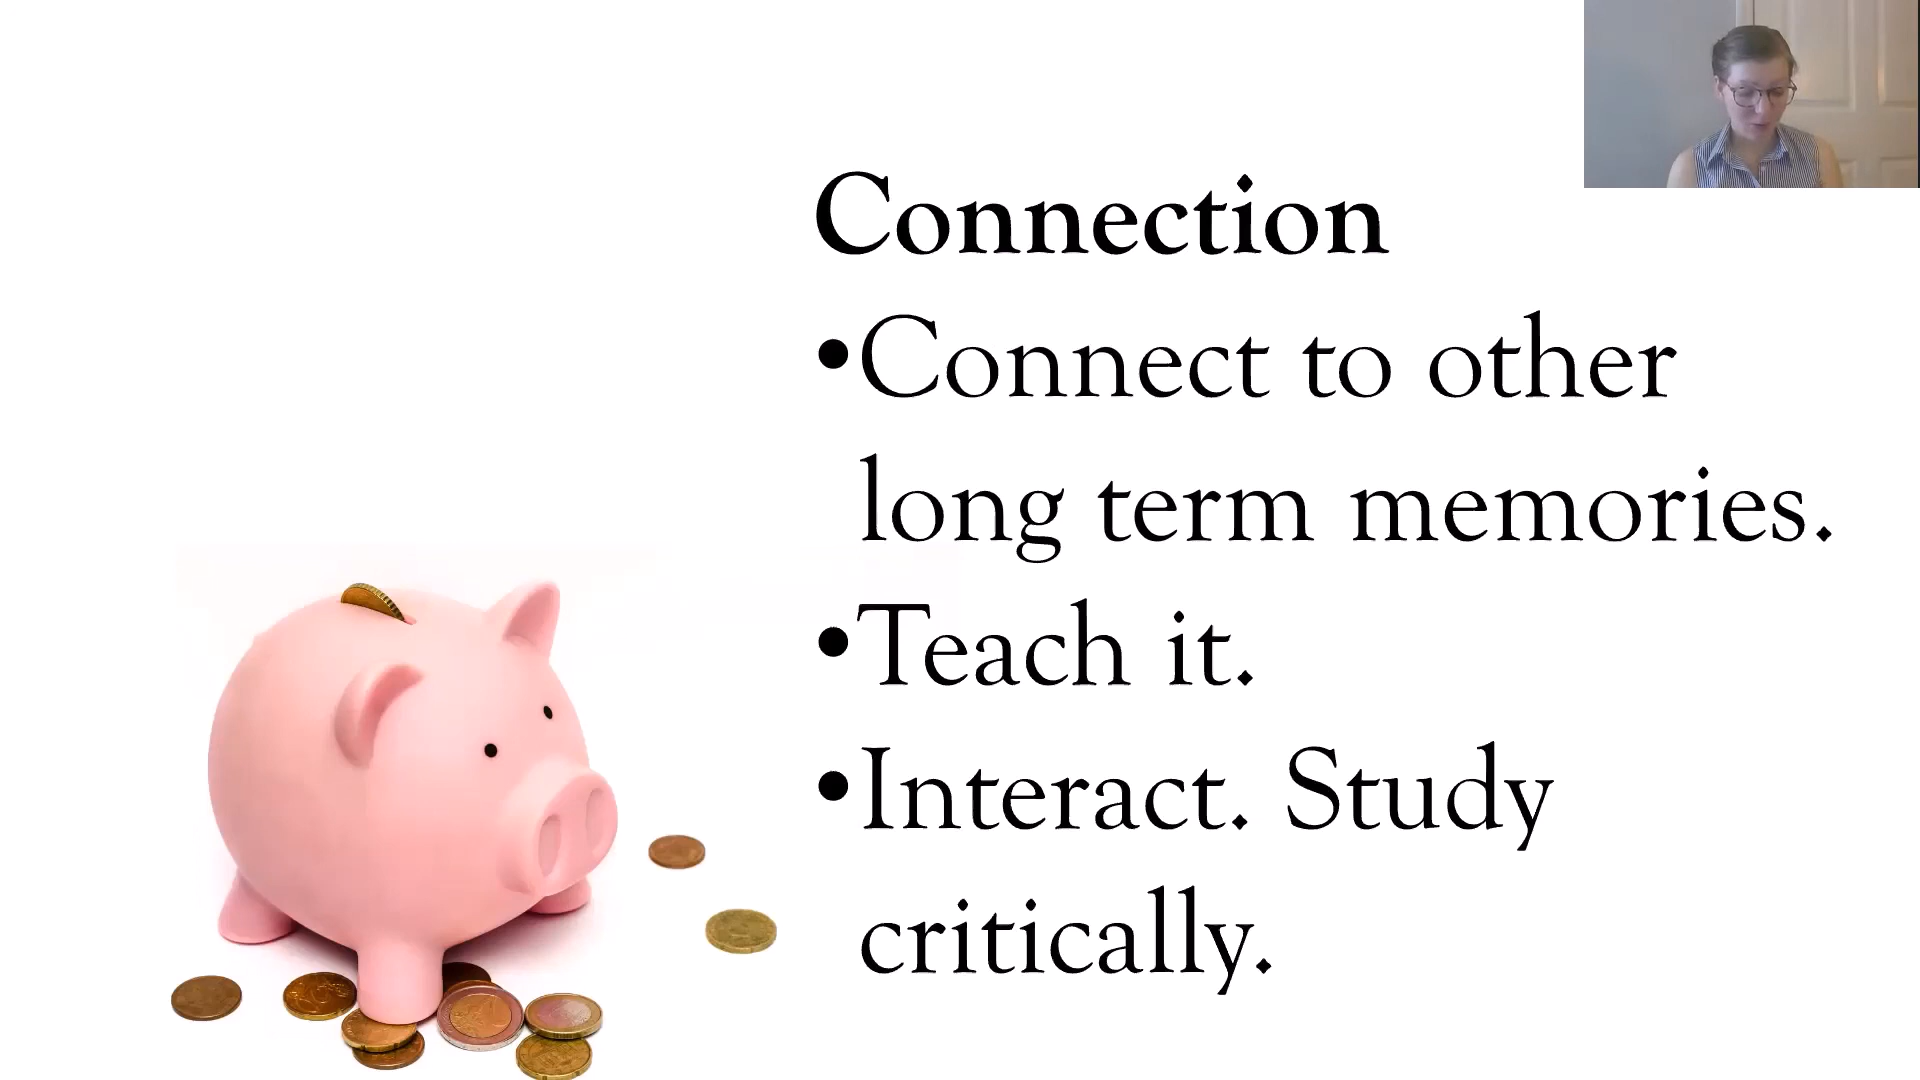 Connection
•Connect to other
long term memories.
•Teach it.
•Interact. Study
critically.